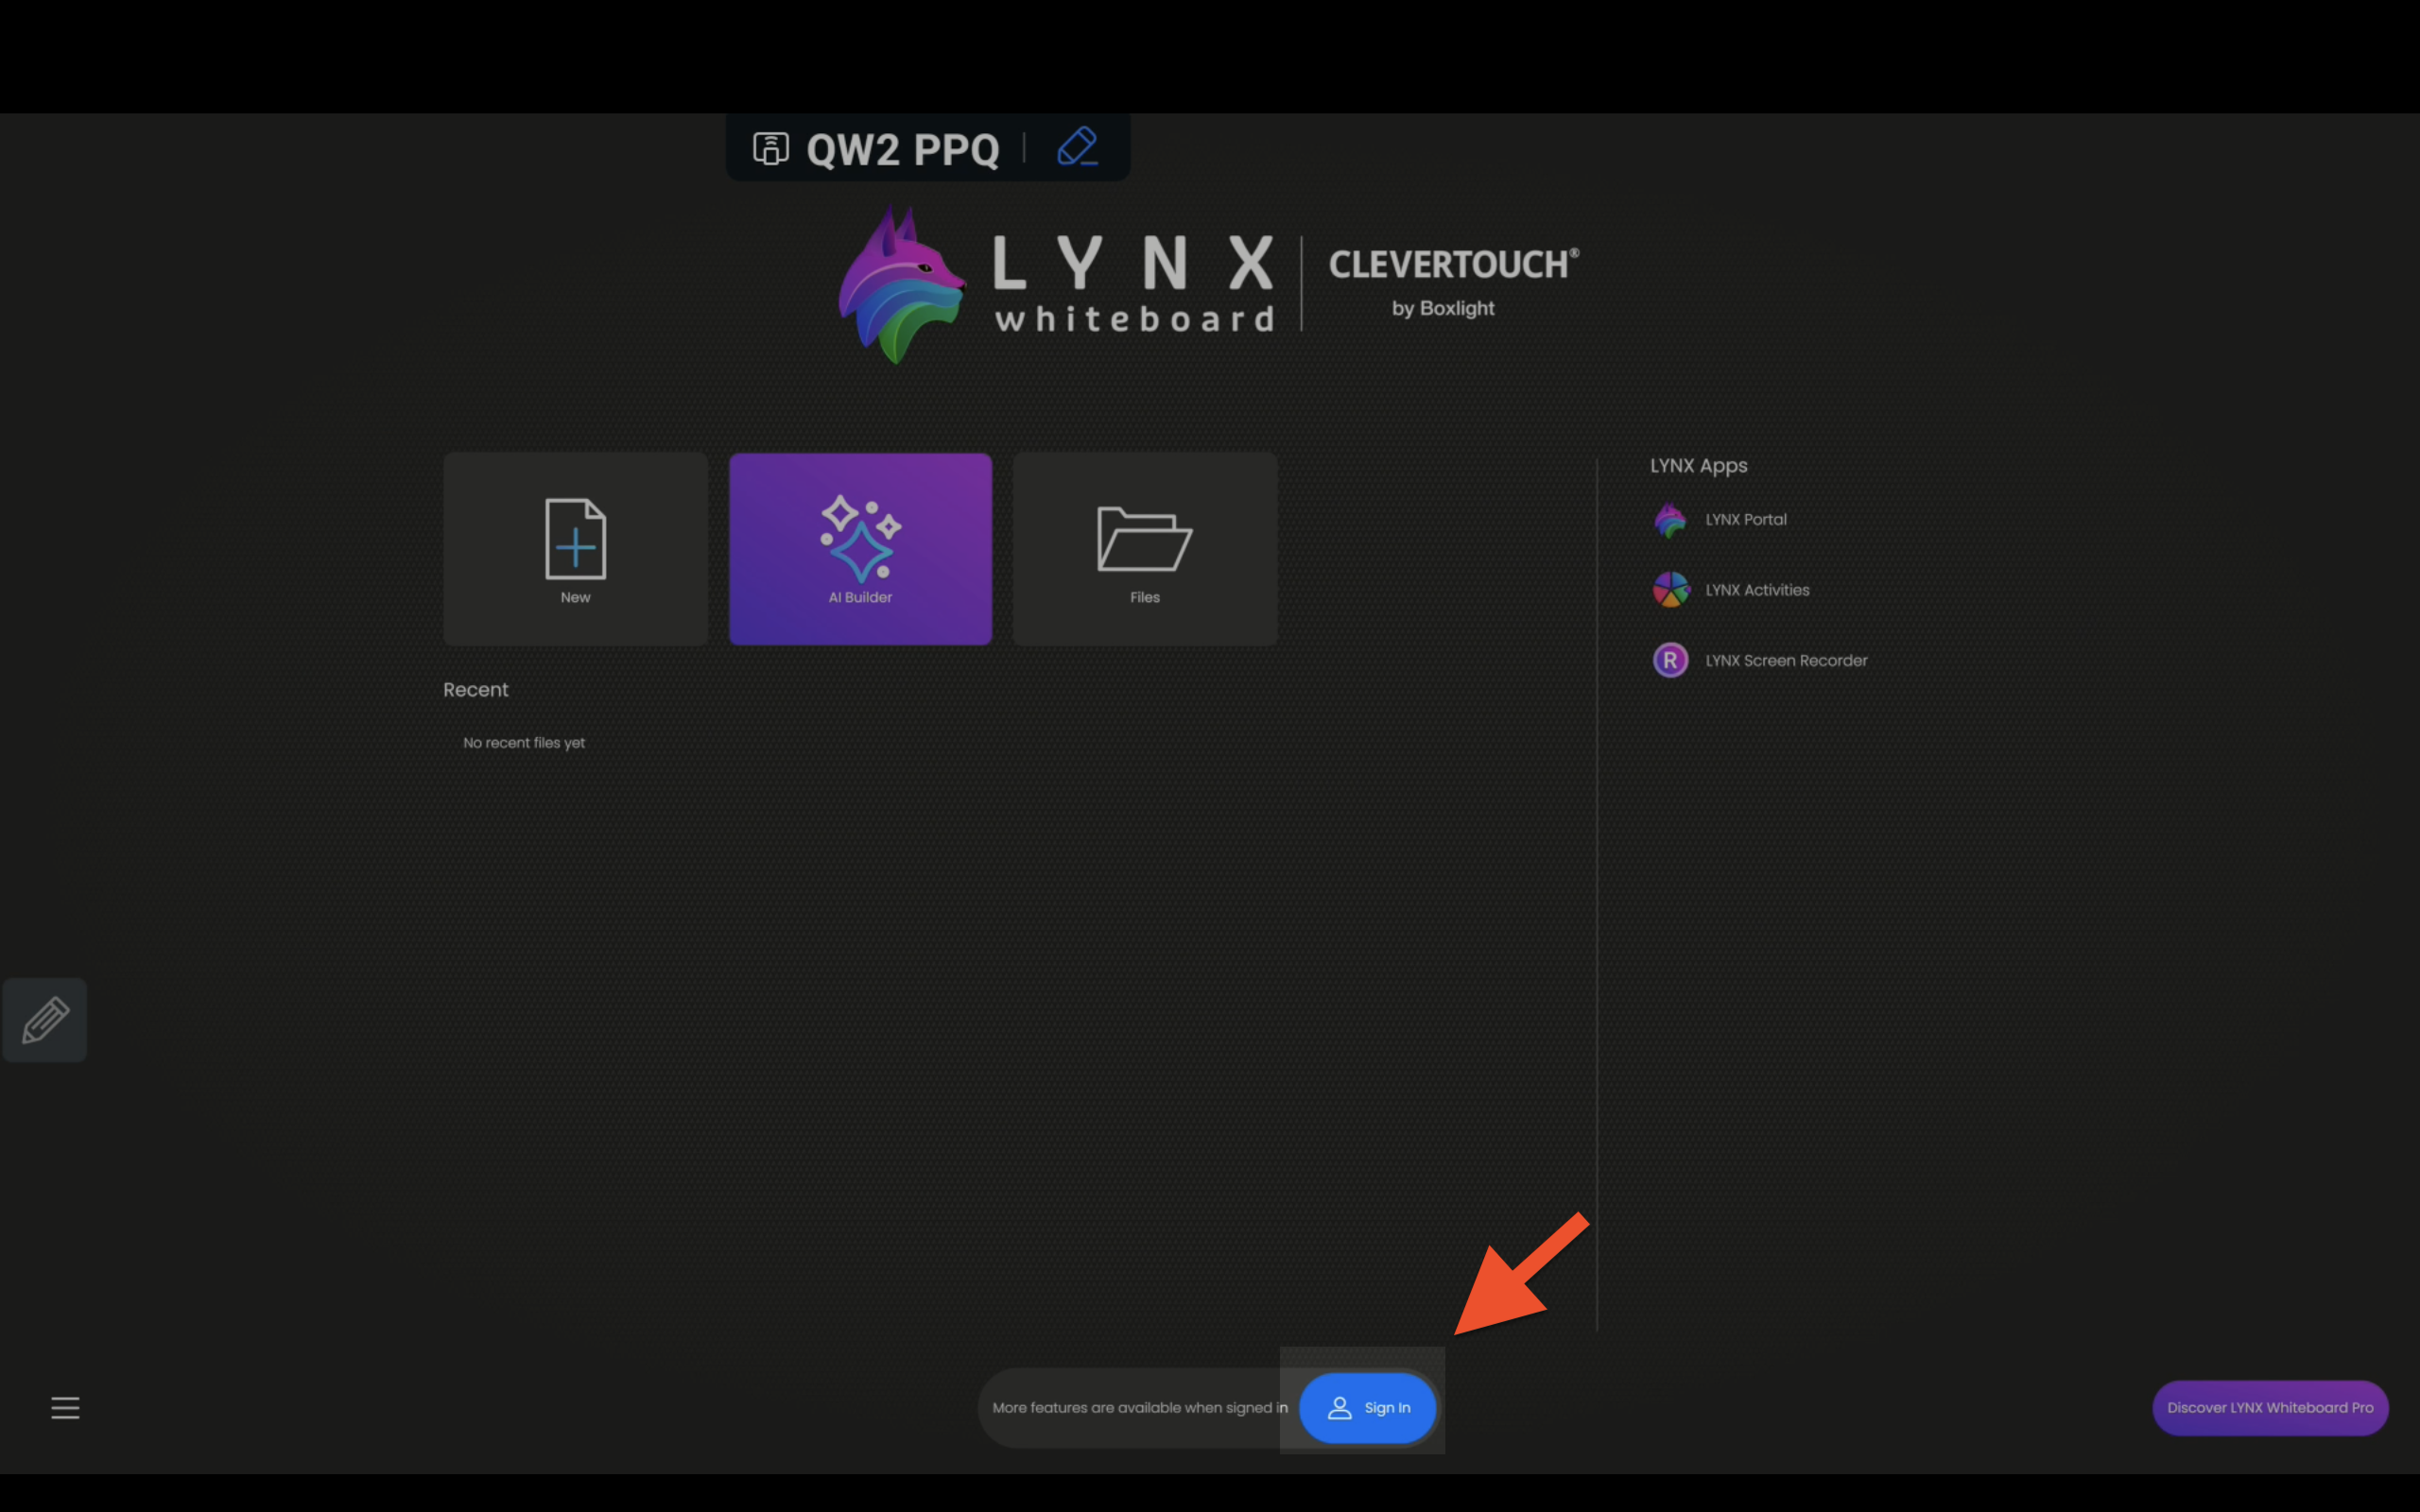 QW2 PPQ
LYNX
whiteboard
CLEVERTOUCH®
by Boxlight
New
AI Builder
Files
Recent
No recent files yet
LYNX Apps
LYNX Portal
LYNX Activities
R
LYNX Screen Recorder
More features are available when signed in
Sign In
Discover LYNX Whiteboard Pro